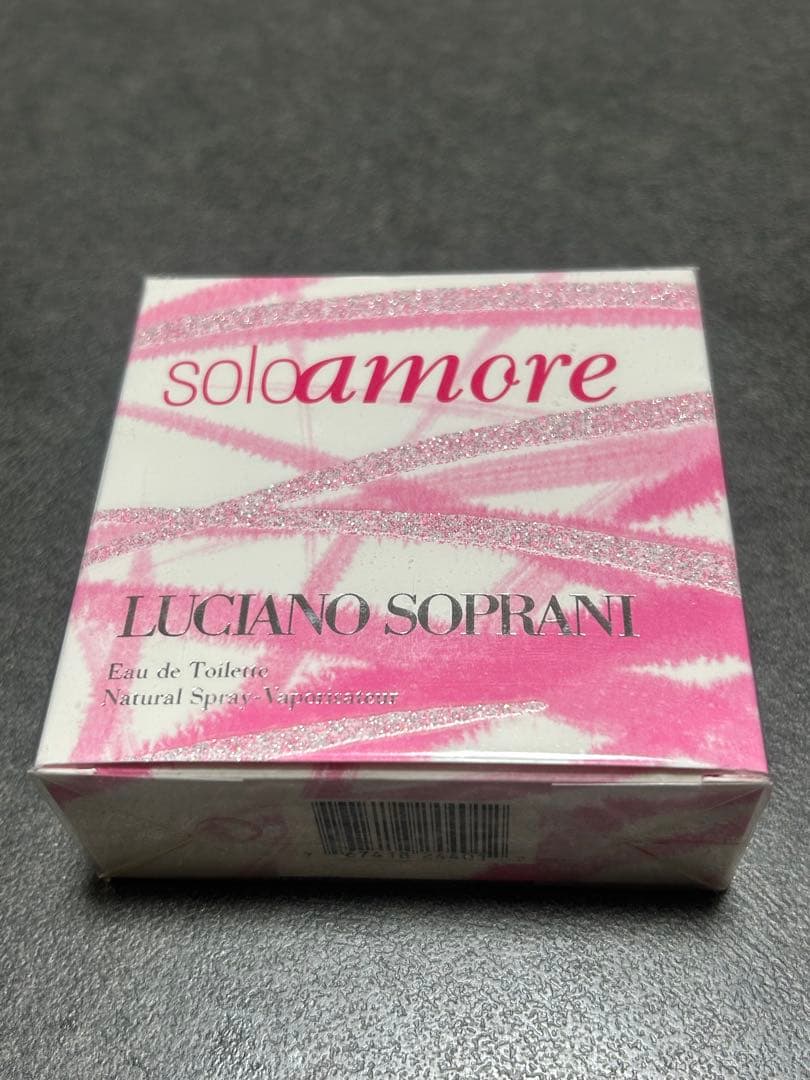 soloamore
LUCIANO SOPRANI
Eau de Toilette
Natural Spray-Vaporisateur